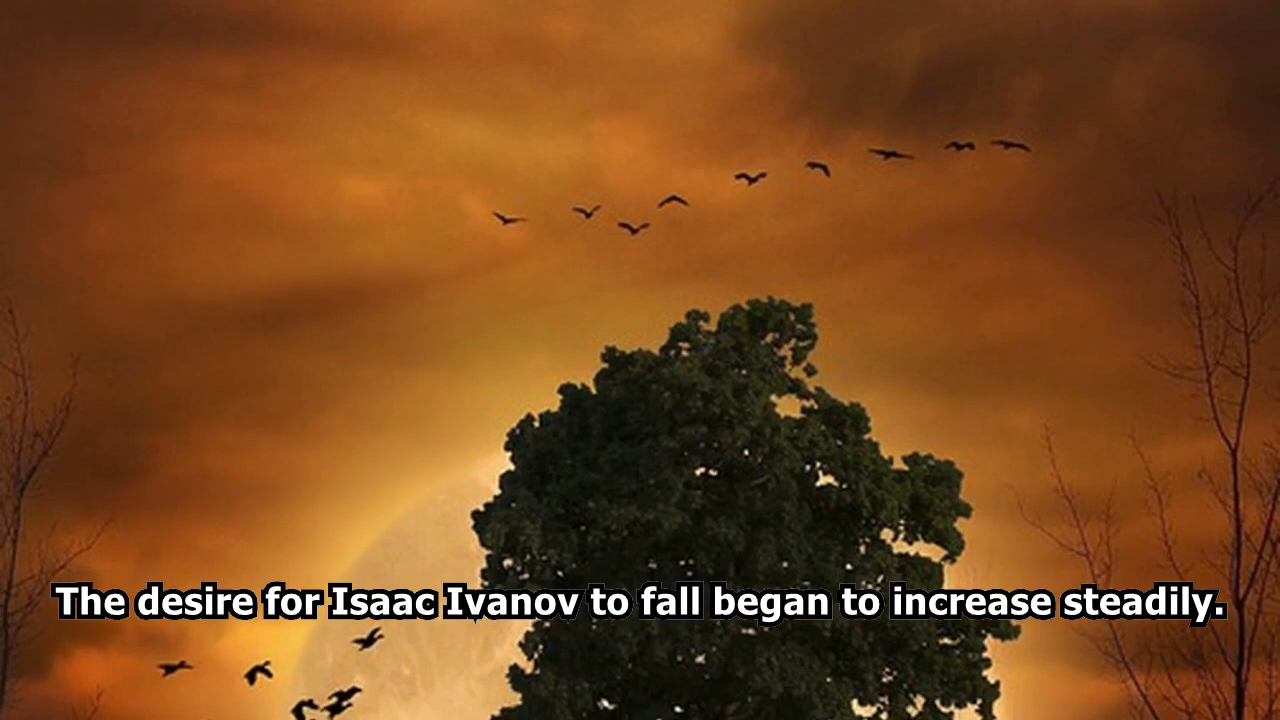 The desire for Isaac Ivanov to fall began to increase steadily.